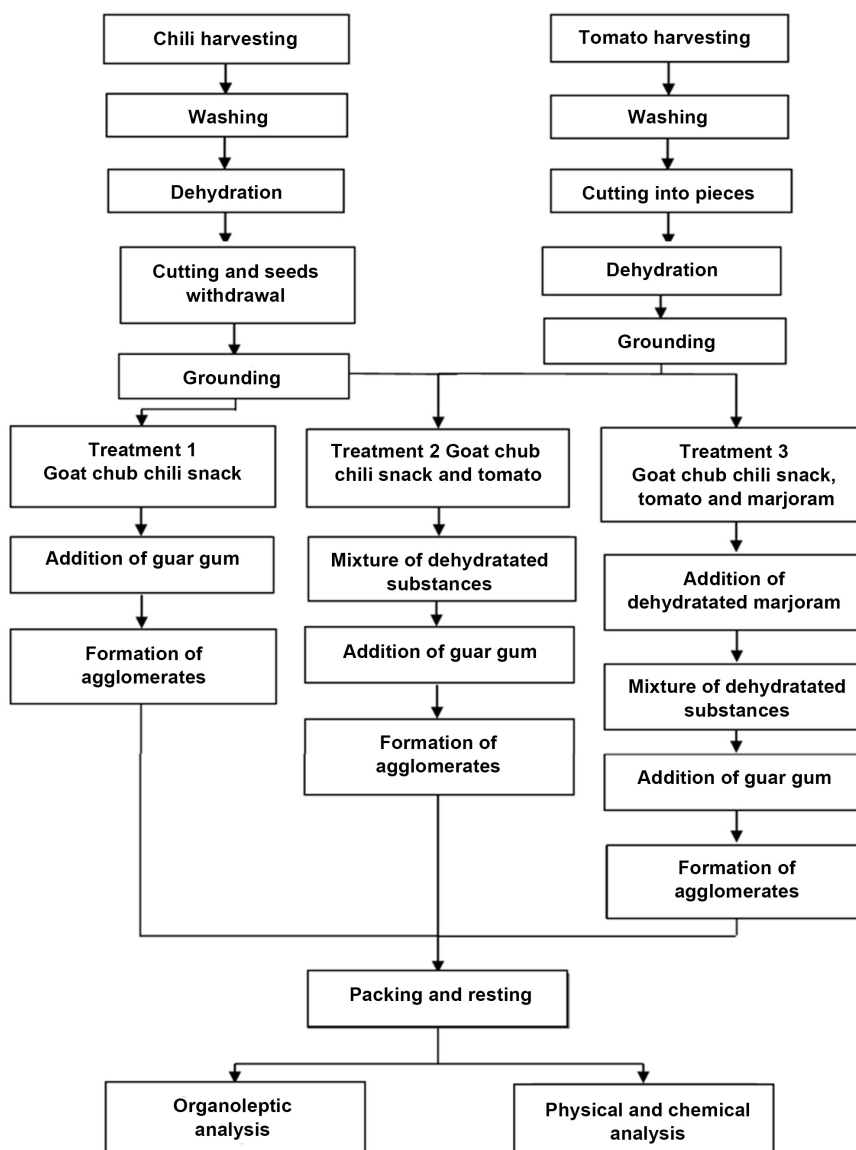 Chili harvesting
Tomato harvesting
Washing
Washing
Dehydration
Cutting into pieces
Cutting and seeds
withdrawal
Dehydration
Grounding
Grounding
Treatment 1
Goat chub chili snack
Treatment 2 Goat chub
chili snack and tomato
Treatment 3
Goat chub chili snack,
tomato and marjoram
Addition of guar gum
Mixture of dehydratated
substances
Addition of
dehydratated marjoram
Formation of
agglomerates
Addition of guar gum
Mixture of dehydratated
substances
Formation of
agglomerates
Addition of guar gum
Formation of
agglomerates
Packing and resting
Organoleptic
analysis
Physical and chemical
analysis